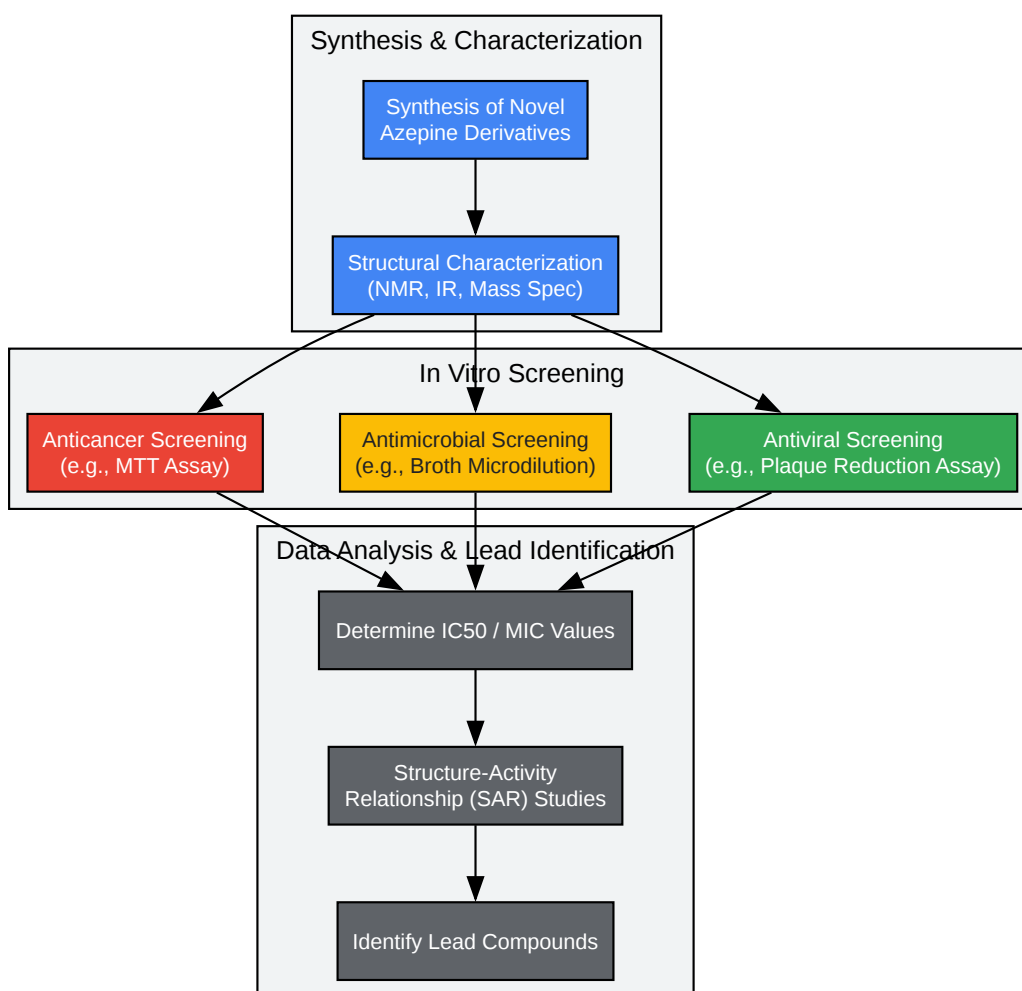 Synthesis & Characterization
Synthesis of Novel
Azepine Derivatives
Structural Characterization
(NMR, IR, Mass Spec)
In Vitro Screening
Anticancer Screening
(e.g., MTT Assay)
Antimicrobial Screening
(e.g., Broth Microdilution)
Antiviral Screening
(e.g., Plaque Reduction Assay)
Data Analysis & Lead Identification
Determine IC50 / MIC Values
Structure-Activity
Relationship (SAR) Studies
Identify Lead Compounds